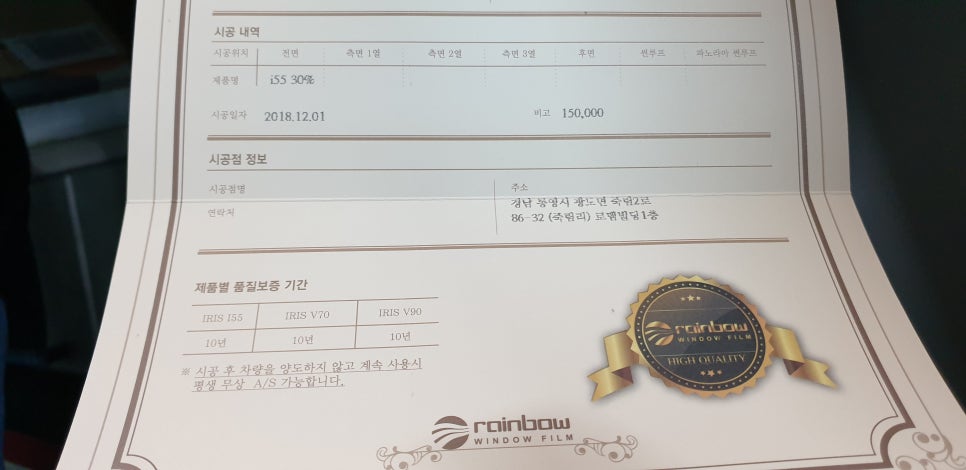 시공 내역
시공위치 전면 측면 1열 측면 2열 측면 3열 후면 썬루프 파노라마 썬루프
제품명 i55 30%
시공일자 2018.12.01 비고 150,000
시공점 정보
시공점명
연락처
주소
경남 통영시 광도면 죽림2로
86-32 (죽림리) 로뎀빌딩1층
제품별 품질보증 기간
IRIS I55 IRIS V70 IRIS V90
10년 10년 10년
※ 시공 후 차량을 양도하지 않고 계속 사용시
평생 무상 A/S 가능합니다.
rainbow
WINDOW FILM
HIGH QUALITY
rainbow
WINDOW FILM